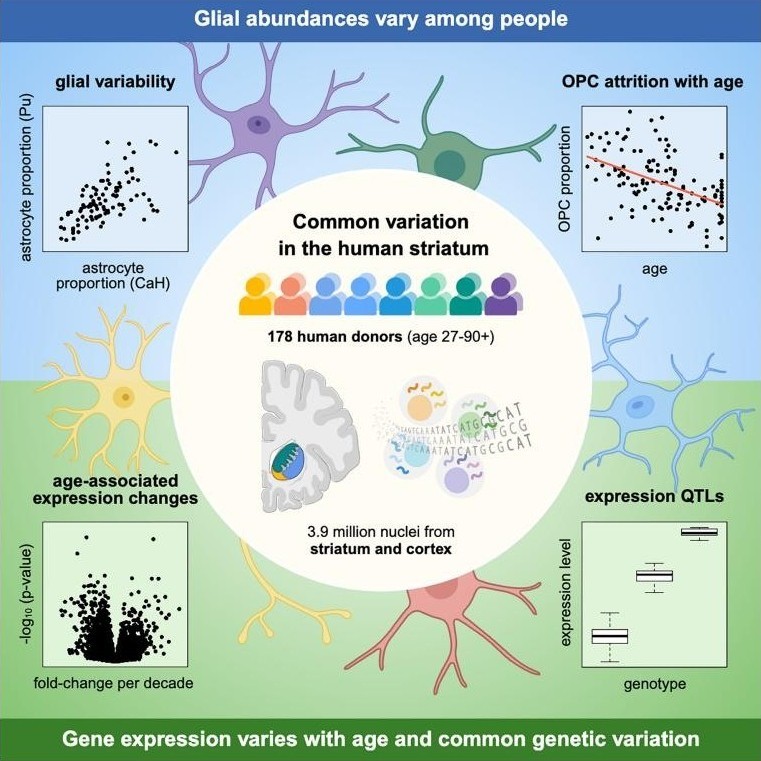 Glial abundances vary among people
glial variability
astrocyte proportion (Pu)
astrocyte
proportion (CaH)
OPC attrition with age
OPC proportion
age
Common variation
in the human striatum
178 human donors (age 27-90+)
3.9 million nuclei from
striatum and cortex
age-associated
expression changes
-log₁₀ (p-value)
fold-change per decade
expression QTLs
expression level
genotype
Gene expression varies with age and common genetic variation